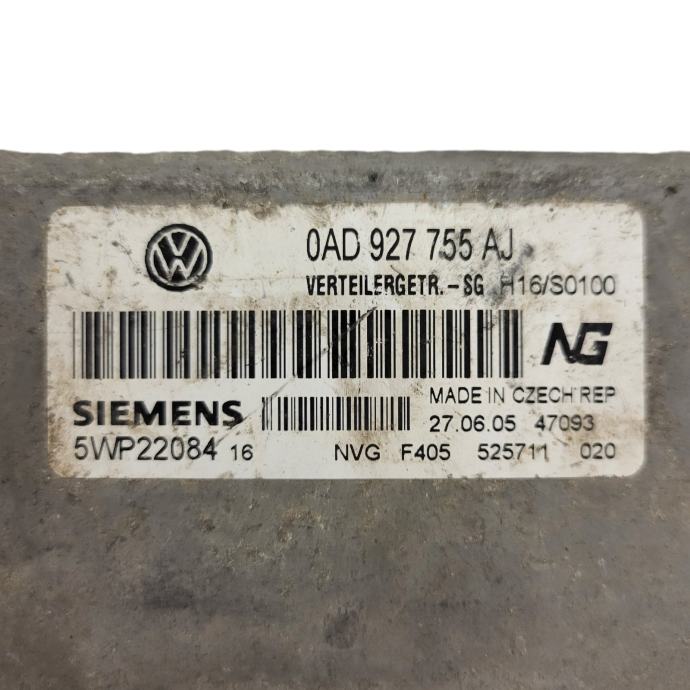 0AD 927 755 AJ
VERTEILERGETR.-SG H16/S0100
NG
SIEMENS
MADE IN CZECH REP
27.06.05 47093
5WP22084 16
NVG F405 525711 020